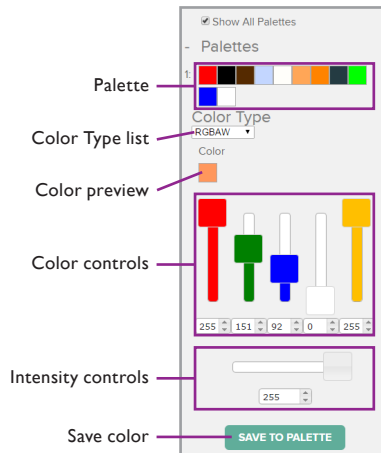 Show All Palettes
- Palettes
1:
Palette
Color Type
Color Type list
RGBAW
Color
Color preview
Color controls
255 151 92 0 255
Intensity controls
255
Save color
SAVE TO PALETTE